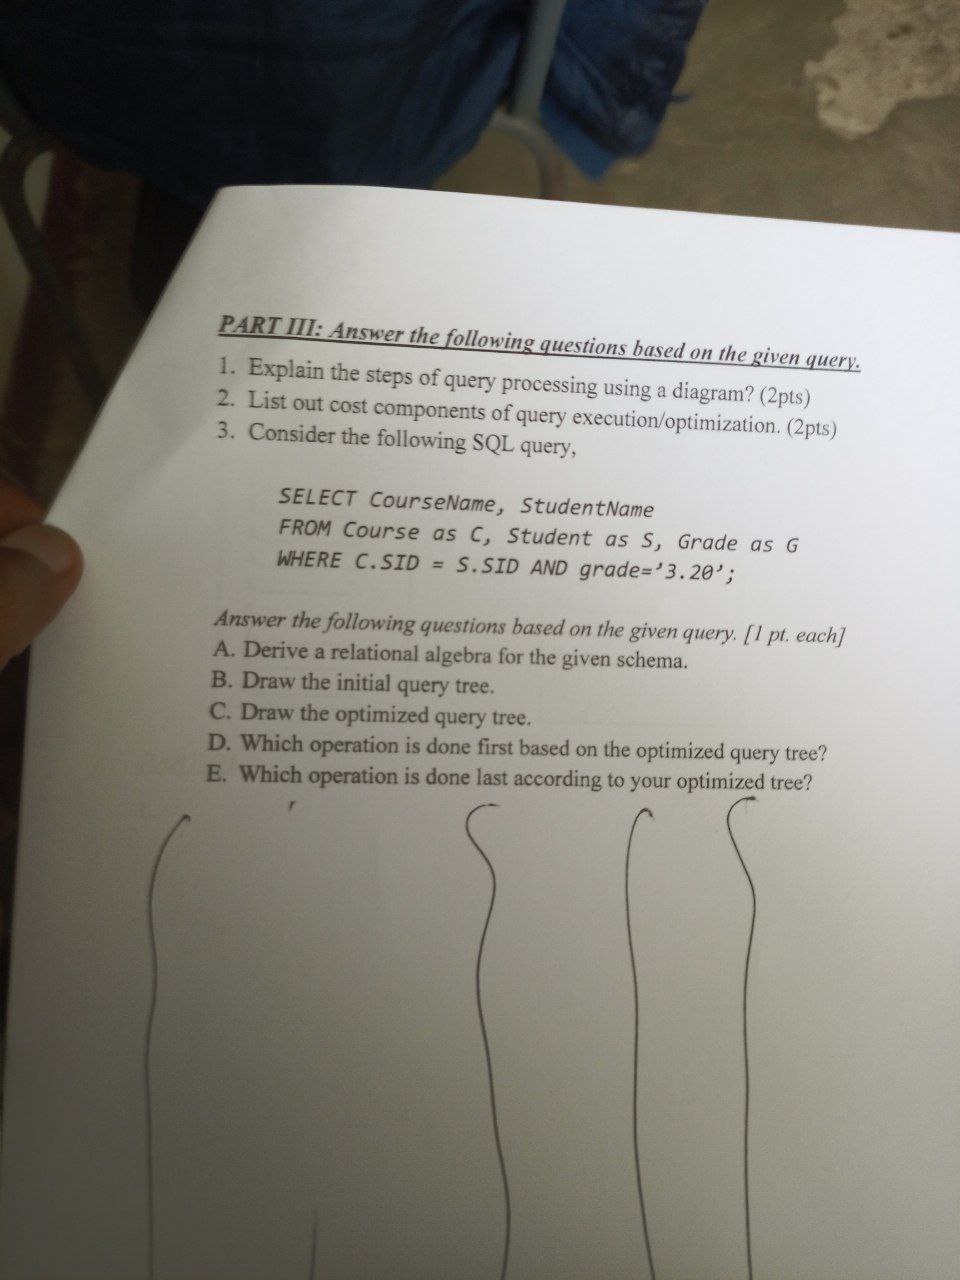 PART III: Answer the following questions based on the given query.
1. Explain the steps of query processing using a diagram? (2pts)
2. List out cost components of query execution/optimization. (2pts)
3. Consider the following SQL query,
SELECT CourseName, StudentName
FROM Course as C, Student as S, Grade as G
WHERE C.SID = S.SID AND grade=’3.20’;
Answer the following questions based on the given query. [1 pt. each]
A. Derive a relational algebra for the given schema.
B. Draw the initial query tree.
C. Draw the optimized query tree.
D. Which operation is done first based on the optimized query tree?
E. Which operation is done last according to your optimized tree?